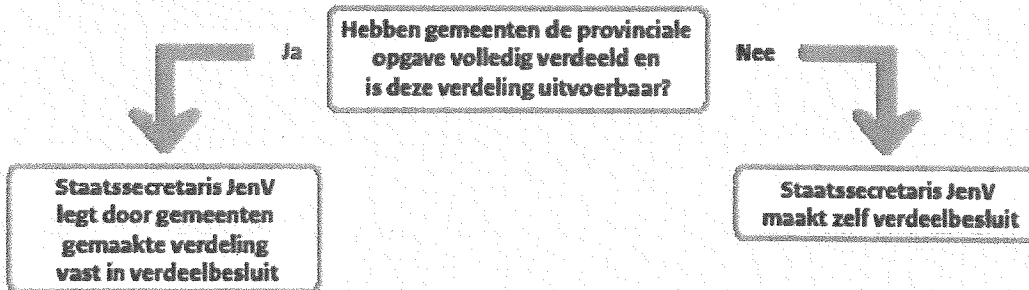 Hebben gemeenten de provinciale
opgave volledig verdeeld en
is deze verdeling uitvoerbaar?
Ja
Nee
Staatssecretaris JenV
legt door gemeenten
gemaakte verdeling
vast in verdeelbesluit
Staatssecretaris JenV
maakt zelf verdeelbesluit